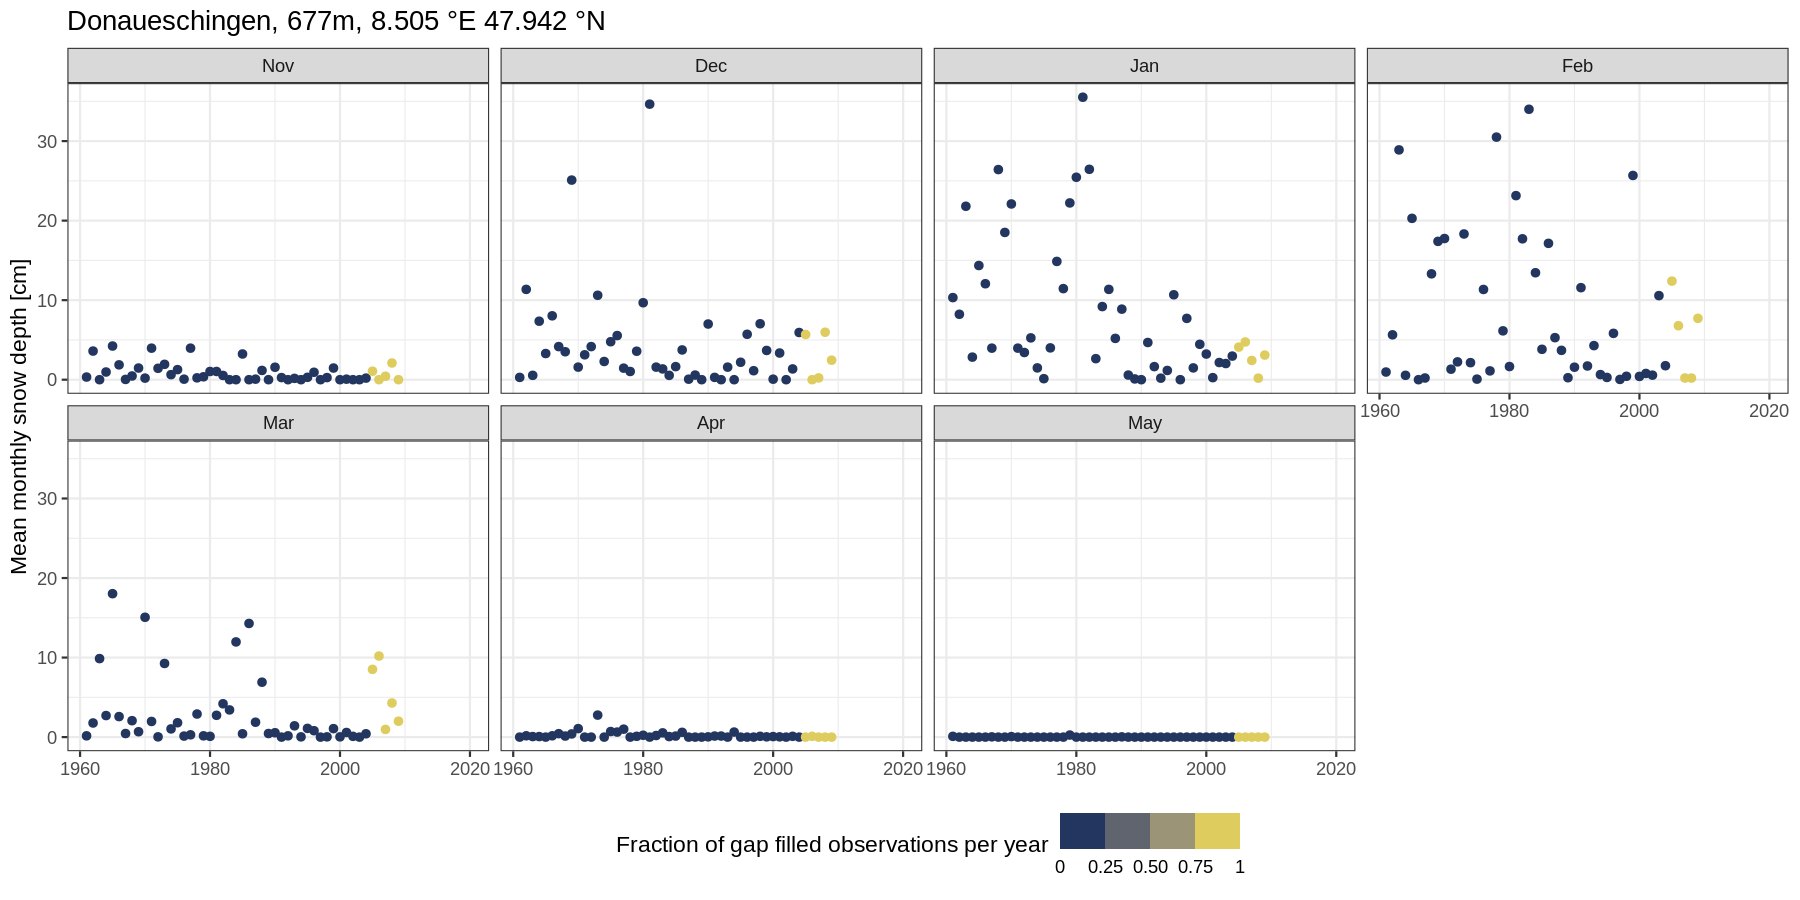 Donaueschingen, 677m, 8.505 °E 47.942 °N
Nov Dec Jan Feb
30
20
10
0
1960 1980 2000 2020
Mean monthly snow depth [cm]
Mar Apr May
30
20
10
0
1960 1980 2000 2020 1960 1980 2000 2020 1960 1980 2000 2020
Fraction of gap filled observations per year
0 0.25 0.50 0.75 1